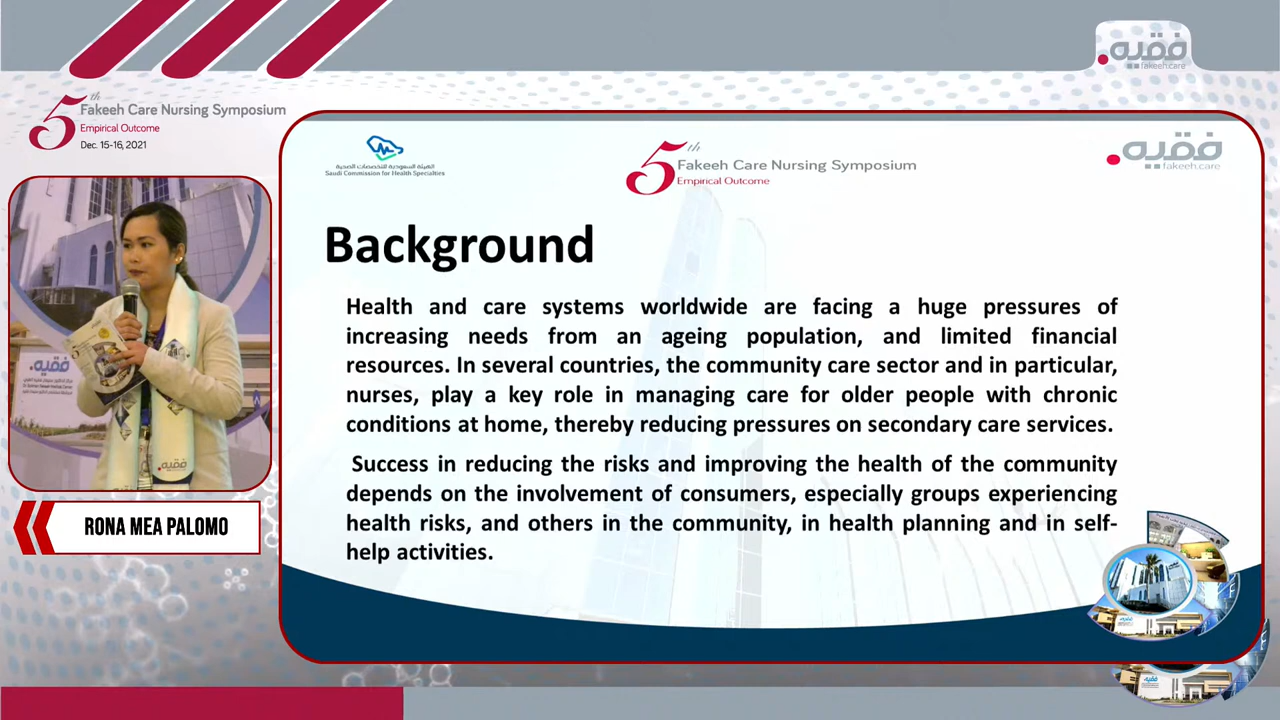 فقيه
fakeeh.care
5th
Fakeeh Care Nursing Symposium
Empirical Outcome
Dec. 15-16, 2021
الهيئة السعودية للتخصصات الصحية
Saudi Commission for Health Specialties
5th
Fakeeh Care Nursing Symposium
Empirical Outcome
فقيه
fakeeh.care
Background
Health and care systems worldwide are facing a huge pressures of
increasing needs from an ageing population, and limited financial
resources. In several countries, the community care sector and in particular,
nurses, play a key role in managing care for older people with chronic
conditions at home, thereby reducing pressures on secondary care services.
Success in reducing the risks and improving the health of the community
depends on the involvement of consumers, especially groups experiencing
health risks, and others in the community, in health planning and in self-
help activities.
فقيه
فقيه
RONA MEA PALOMO